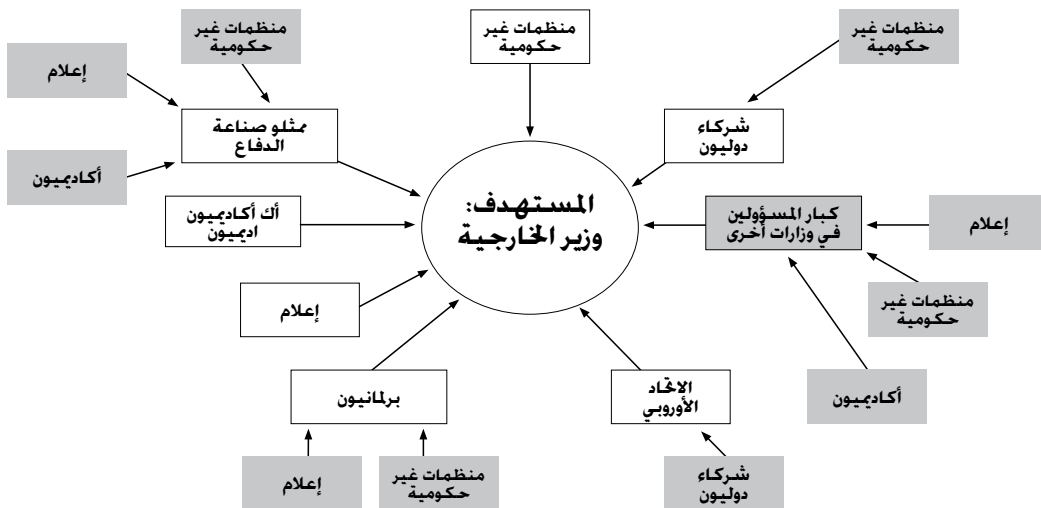 منظمات غير
حكومية
منظمات غير
حكومية
منظمات غير
حكومية
إعلام
شركاء
دوليون
ممثلو صناعة
الدفاع
أكاديميون
المستهدف:
وزير الخارجية
كبار المسؤولين
في وزارات أخرى
إعلام
أك أكاديميون
اديميون
منظمات غير
حكومية
إعلام
برلمانيون
الاتحاد
الأوروبي
أكاديميون
إعلام
منظمات غير
حكومية
شركاء
دوليون